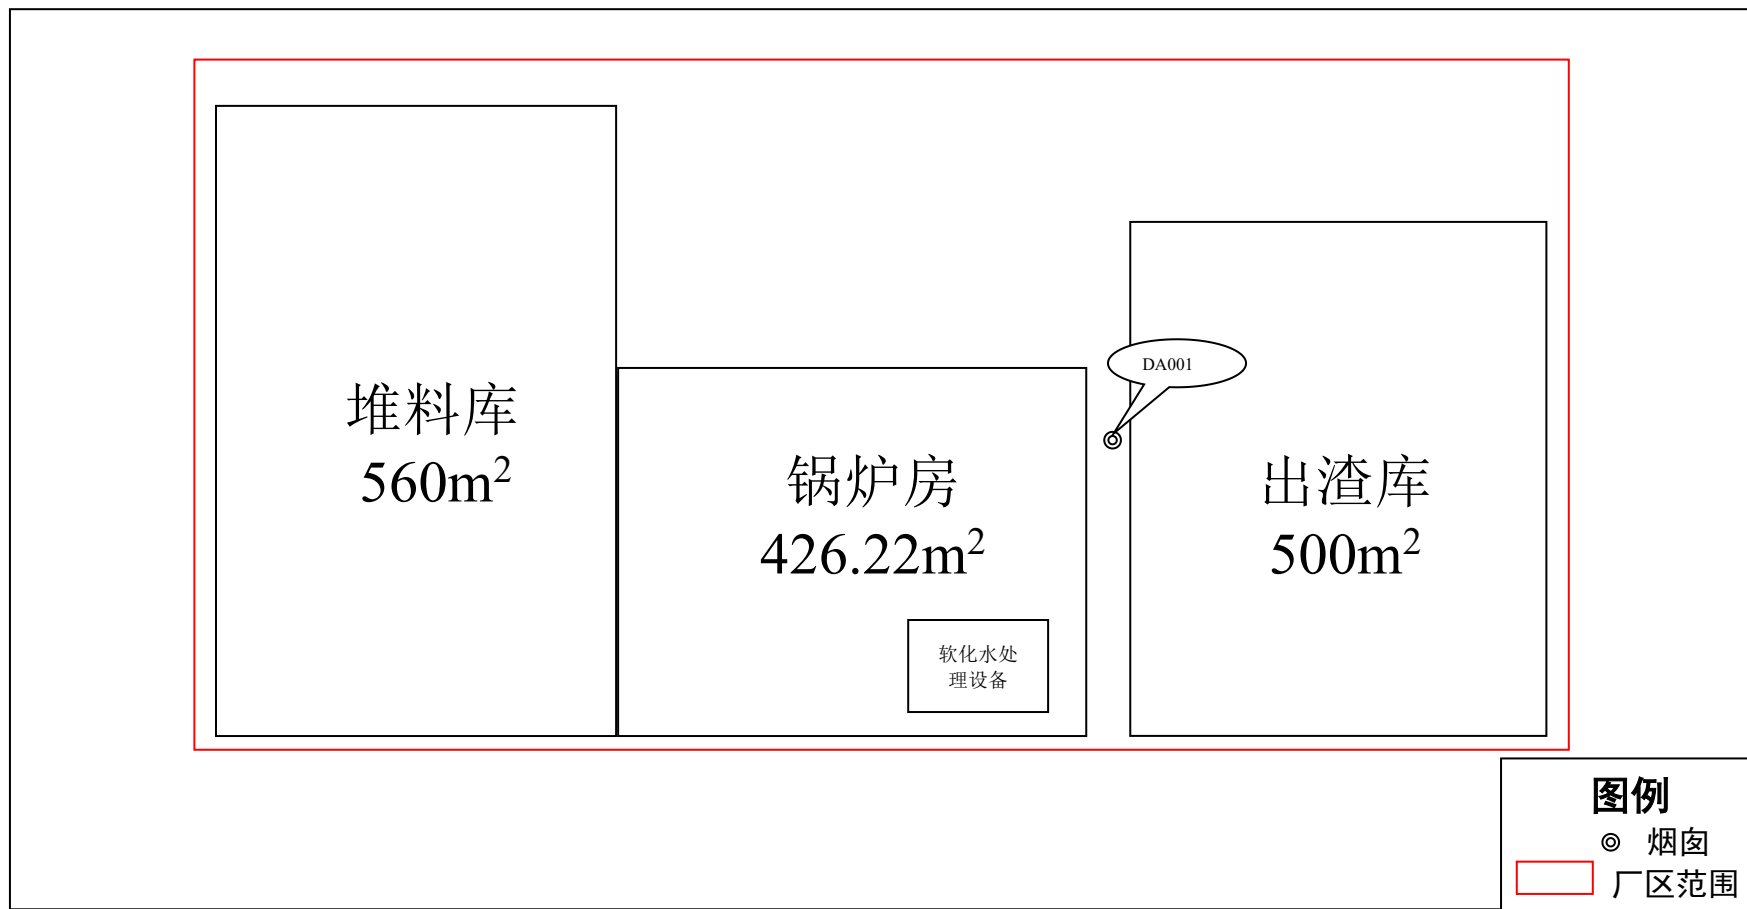 堆料库
560m²
锅炉房
426.22m²
软化水处
理设备
DA001
出渣库
500m²
图例
烟囱
厂区范围